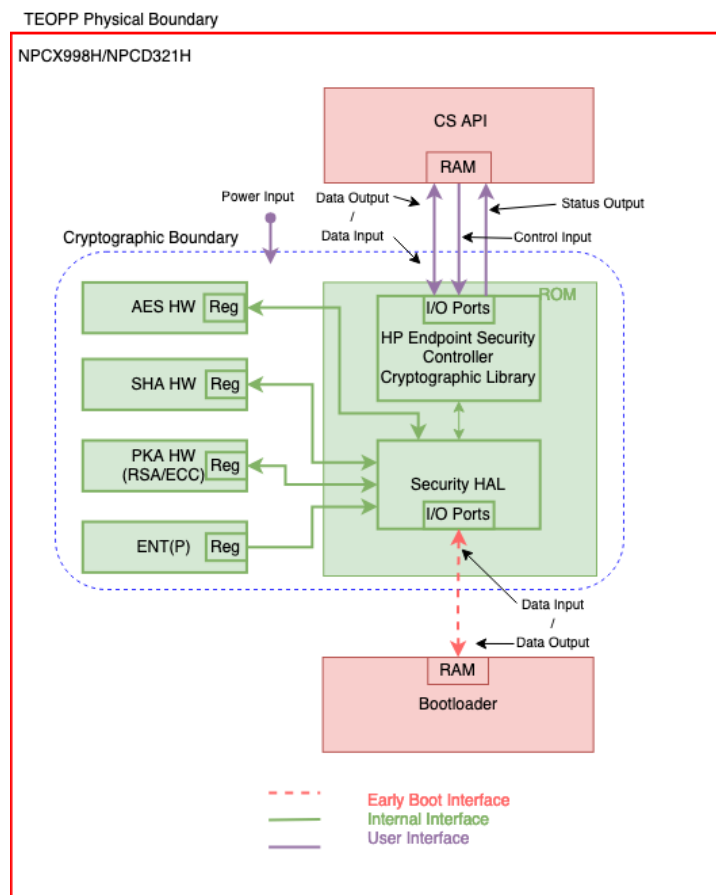 TEOPP Physical Boundary
NPCX998H/NPCD321H
CS API
RAM
Power Input
Data Output
/
Data Input
Status Output
Control Input
Cryptographic Boundary
ROM
AES HW
Reg
I/O Ports
HP Endpoint Security
Controller
Cryptographic Library
SHA HW
Reg
PKA HW
(RSA/ECC)
Reg
Security HAL
I/O Ports
ENT(P)
Reg
Data Input
/
Data Output
RAM
Bootloader
Early Boot Interface
Internal Interface
User Interface